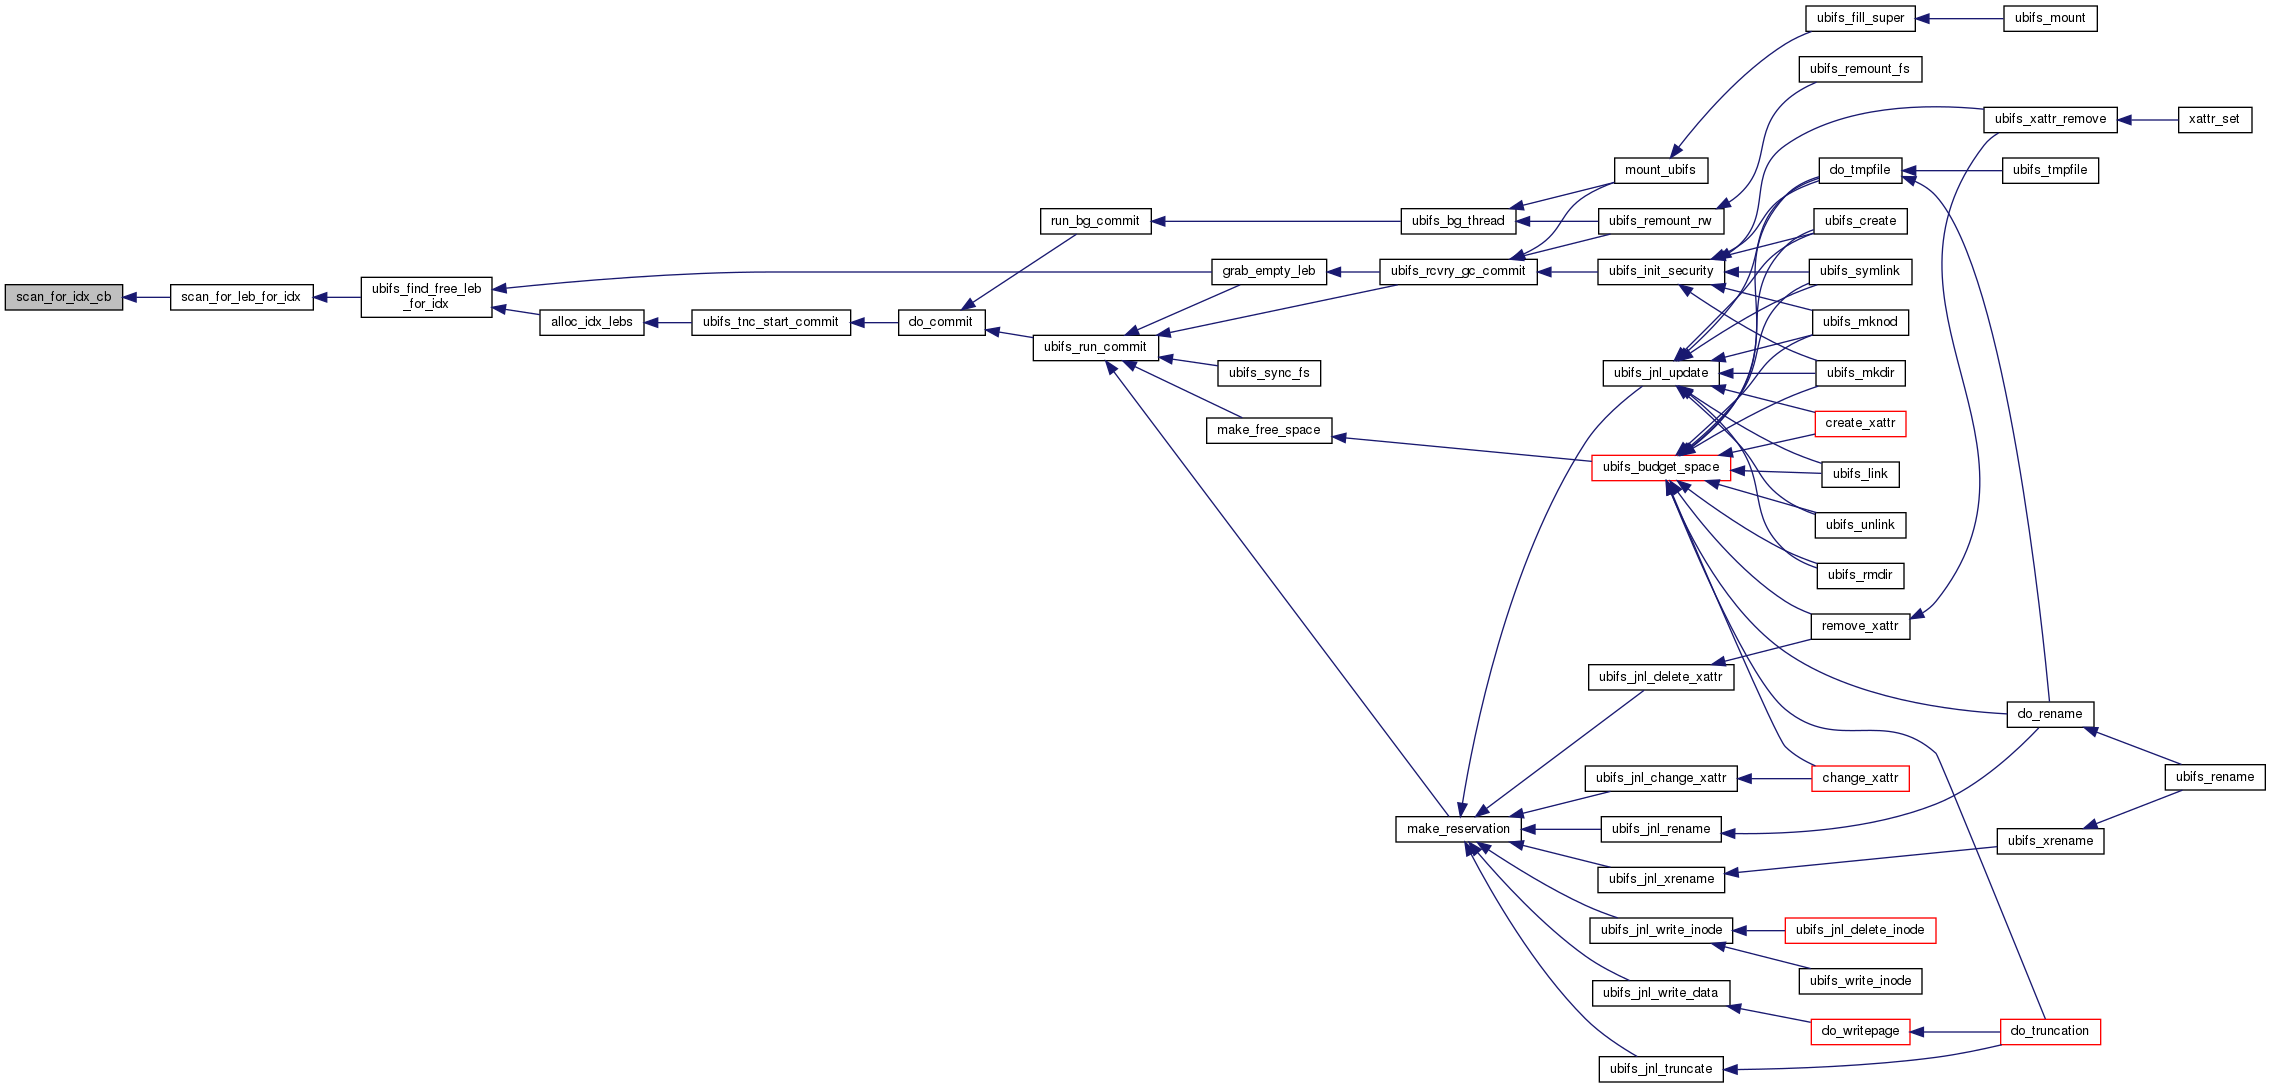 ubifs_fill_super
ubifs_mount
ubifs_remount_fs
ubifs_xattr_remove
xattr_set
mount_ubifs
do_tmpfile
ubifs_tmpfile
run_bg_commit
ubifs_bg_thread
ubifs_remount_rw
ubifs_create
grab_empty_leb
ubifs_rcvry_gc_commit
ubifs_init_security
ubifs_symlink
scan_for_idx_cb
scan_for_leb_for_idx
ubifs_find_free_leb
_for_idx
alloc_idx_lebs
ubifs_tnc_start_commit
do_commit
ubifs_mknod
ubifs_run_commit
ubifs_sync_fs
ubifs_jnl_update
ubifs_mkdir
make_free_space
create_xattr
ubifs_budget_space
ubifs_link
ubifs_unlink
ubifs_rmdir
remove_xattr
ubifs_jnl_delete_xattr
do_rename
ubifs_jnl_change_xattr
change_xattr
ubifs_rename
make_reservation
ubifs_jnl_rename
ubifs_xrename
ubifs_jnl_xrename
ubifs_jnl_write_inode
ubifs_jnl_delete_inode
ubifs_write_inode
ubifs_jnl_write_data
do_writepage
do_truncation
ubifs_jnl_truncate